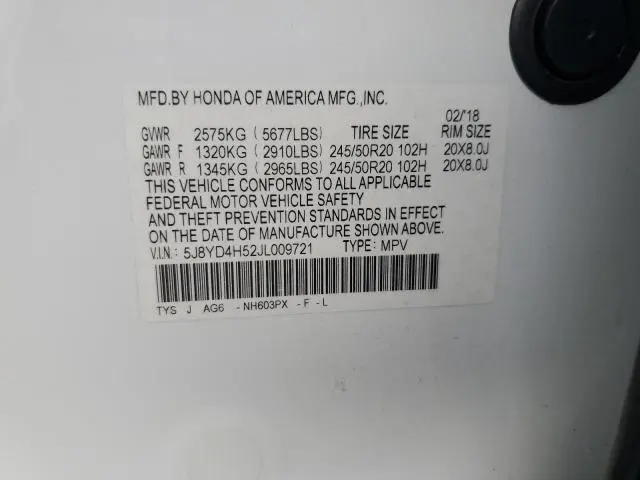 MFD.BY HONDA OF AMERICA MFG.,INC.
02/'18
GVWR 2575KG ( 5677LBS) TIRE SIZE RIM SIZE
GAWR F 1320KG ( 2910LBS) 245/50R20 102H 20X8.0J
GAWR R 1345KG ( 2965LBS) 245/50R20 102H 20X8.0J
THIS VEHICLE CONFORMS TO ALL APPLICABLE
FEDERAL MOTOR VEHICLE SAFETY
AND THEFT PREVENTION STANDARDS IN EFFECT
ON THE DATE OF MANUFACTURE SHOWN ABOVE.
V.I.N.: 5J8YD4H52JL009721 TYPE: MPV
TYS J AG6 -NH603PX -F -L